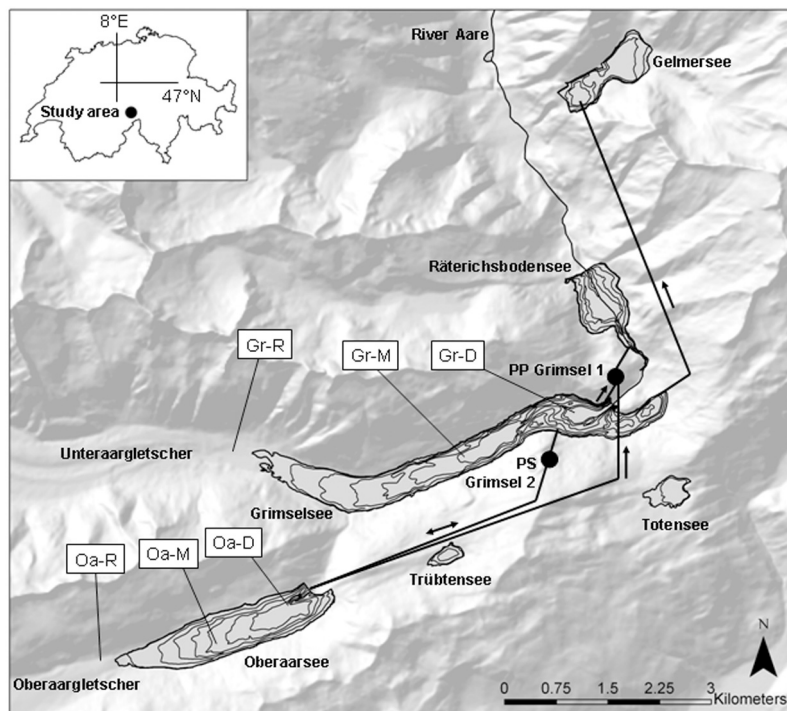 8°E
47°N
Study area
River Aare
Gelmersee
Räterichsbodensee
Gr-R
Gr-M
Gr-D
PP Grimsel 1
Unteraargletscher
PS
Grimsel 2
Grimselsee
Totensee
Oa-R
Oa-M
Oa-D
Trübtensee
Oberaarsee
Oberaargletscher
N
0 0.75 1.5 2.25 3
Kilometers